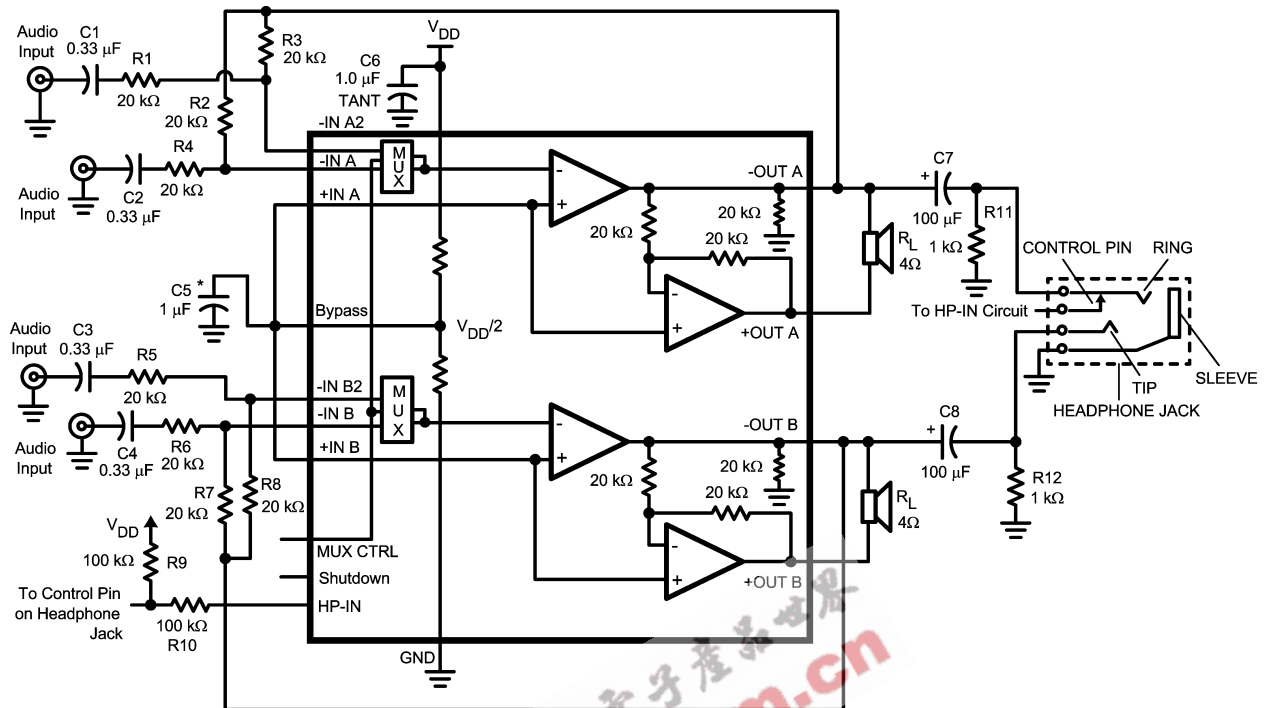 Audio
Input
C1
0.33 μF
R1
20 kΩ
R3
20 kΩ
VDD
C6
1.0 μF
TANT
R2
20 kΩ
-IN A2
R4
20 kΩ
-IN A
M
U
X
-
+
-OUT A
C7
+
100 μF
R11
1 kΩ
Audio
Input
C2
0.33 μF
+IN A
20 kΩ
20 kΩ
20 kΩ
RL
4Ω
CONTROL PIN
RING
C5
*
1 μF
-
+
+OUT A
To HP-IN Circuit
Bypass
VDD/2
Audio
Input
C3
0.33 μF
R5
20 kΩ
TIP
SLEEVE
HEADPHONE JACK
-IN B2
M
U
X
-IN B
-
+
-OUT B
C8
+
100 μF
Audio
Input
C4
0.33 μF
R6
20 kΩ
+IN B
20 kΩ
20 kΩ
20 kΩ
RL
4Ω
R12
1 kΩ
R7
20 kΩ
R8
20 kΩ
VDD
100 kΩ
R9
MUX CTRL
-
+
+OUT B
Shutdown
To Control Pin
on Headphone
Jack
100 kΩ
R10
HP-IN
GND
子產品世界
m.cn